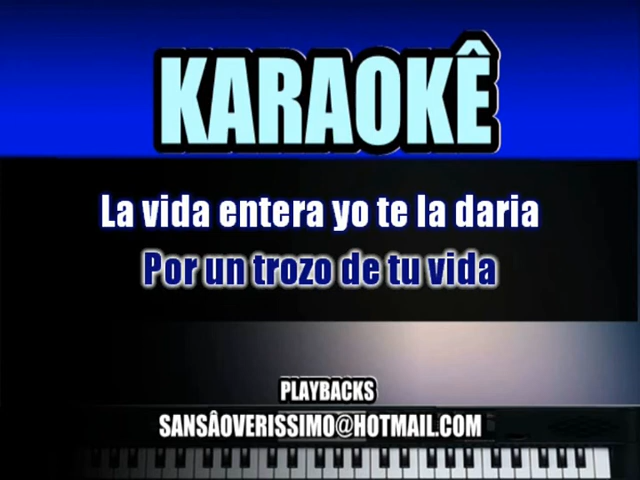 KARAOKÊ
La vida entera yo te la daria
Por un trozo de tu vida
PLAYBACKS
SANSÂOVERISSIMO@HOTMAIL.COM